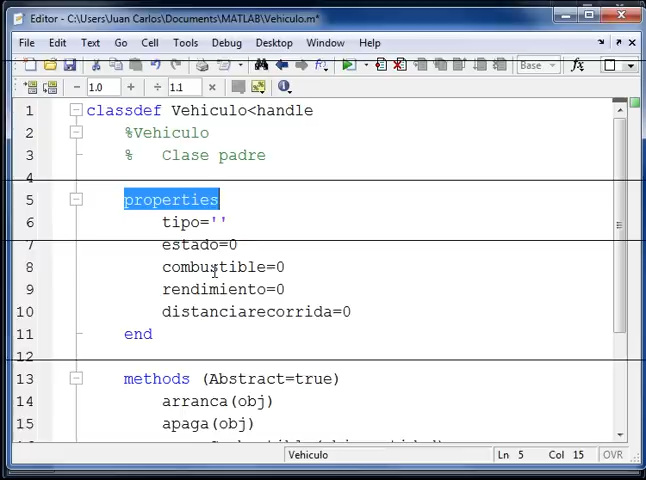 Editor - C:\Users\Juan Carlos\Documents\MATLAB\Vehiculo.m*
File Edit Text Go Cell Tools Debug Desktop Window Help
Base
- 1.0 + ÷ 1.1 ×
1 classdef Vehiculo<handle
2 %Vehiculo
3 % Clase padre
4
5 properties
6 tipo=''
7 estado=0
8 combustible=0
9 rendimiento=0
10 distanciarecorrida=0
11 end
12
13 methods (Abstract=true)
14 arranca(obj)
15 apaga(obj)
Vehiculo Ln 5 Col 15 OVR